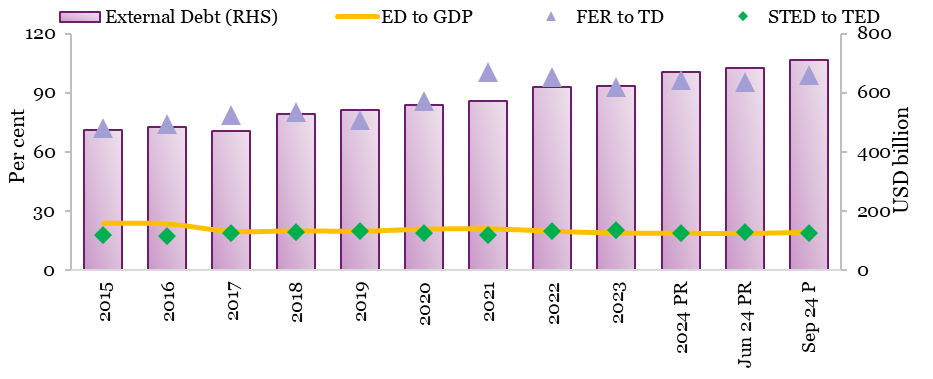 External Debt (RHS) ED to GDP FER to TD STED to TED
120 800
90 600
60 400
30 200
0 0
Per cent
USD billion
2015 2016 2017 2018 2019 2020 2021 2022 2023 2024 PR Jun 24 PR Sep 24 P